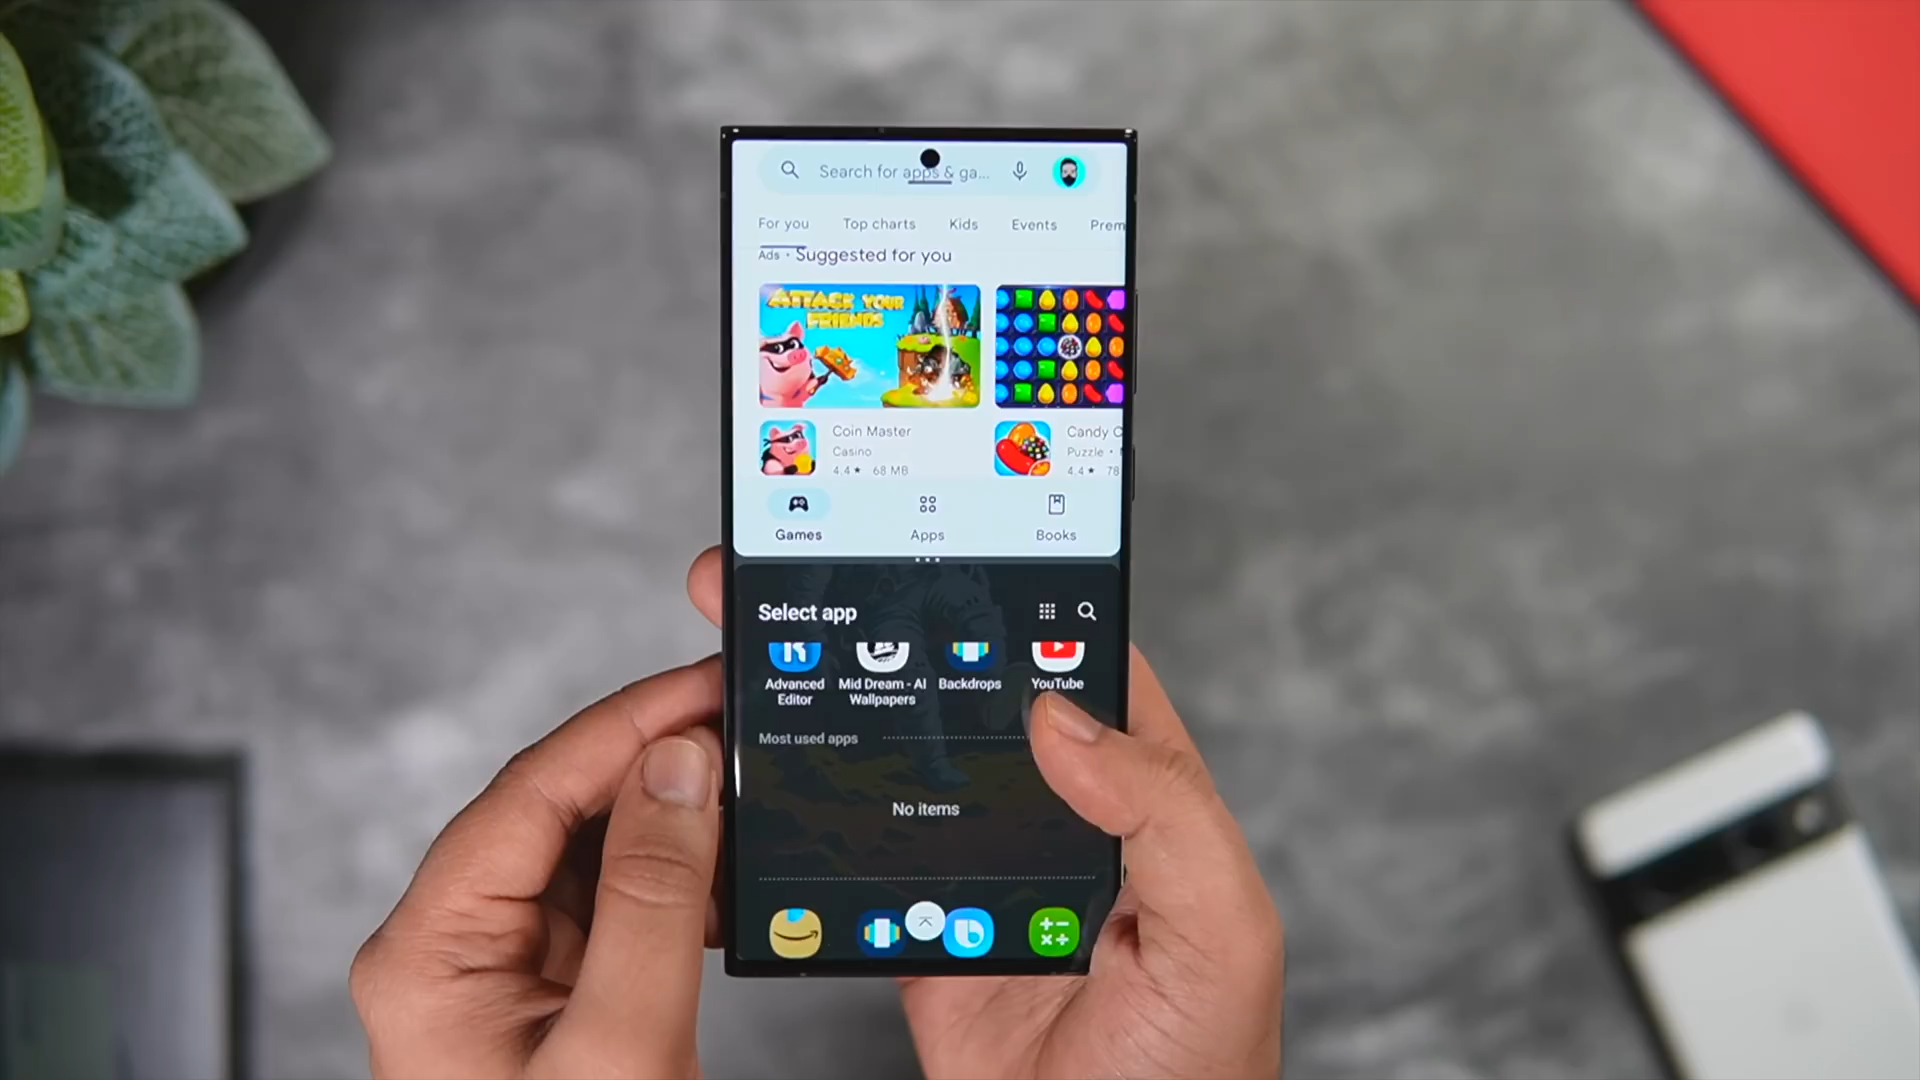 Search for apps & ga...
For you Top charts Kids Events Prem
Ads • Suggested for you
ATTACK YOUR
FRIENDS
Coin Master
Casino
4.4★ 68 MB
Candy C
Puzzle •
4.4★ 78
Games Apps Books
Select app
Advanced
Editor
Mid Dream - AI
Wallpapers
Backdrops
YouTube
Most used apps
No items